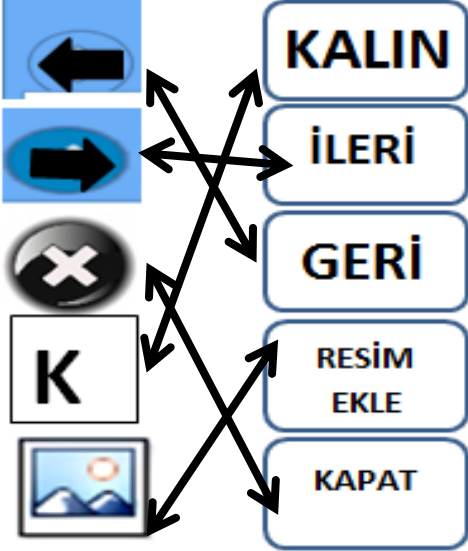 KALIN
İLERİ
GERİ
K
RESİM
EKLE
KAPAT